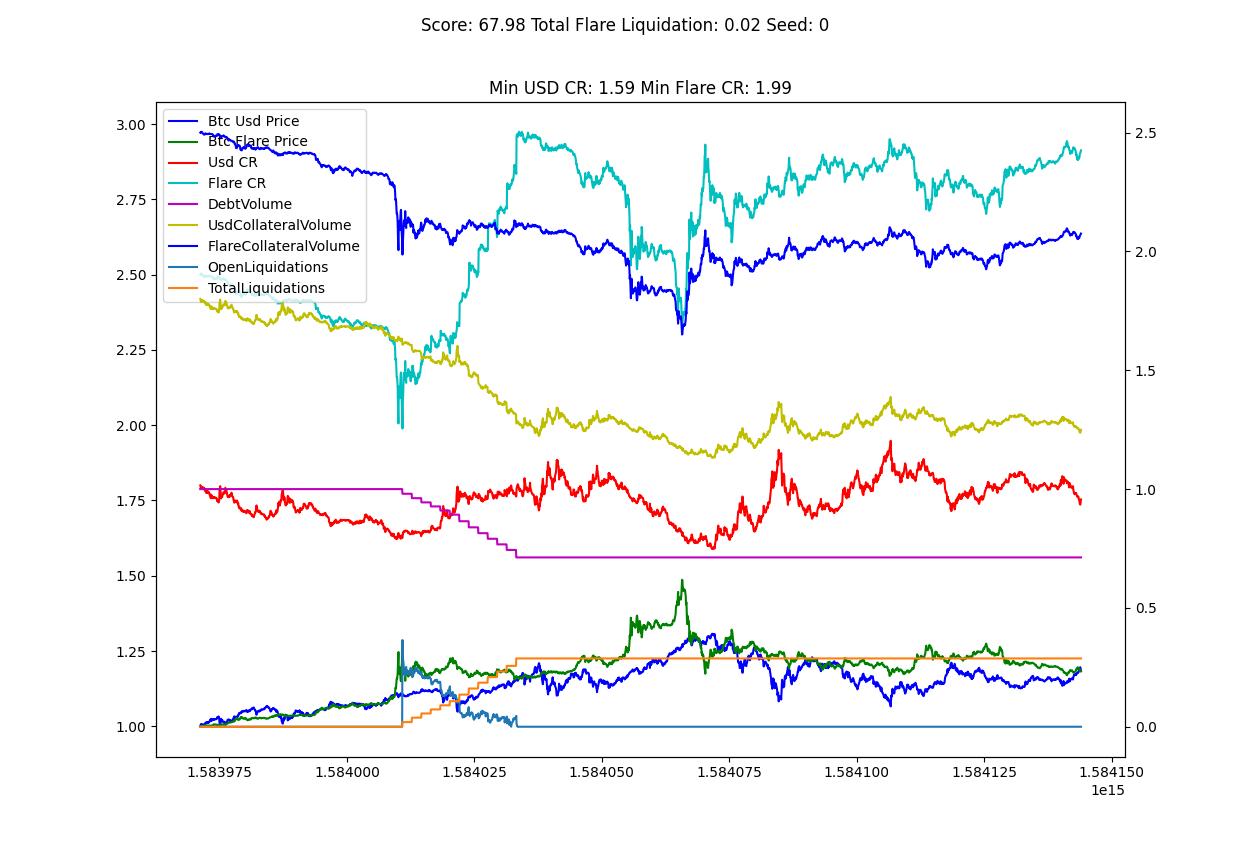 Score: 67.98 Total Flare Liquidation: 0.02 Seed: 0
Min USD CR: 1.59 Min Flare CR: 1.99
Btc Usd Price
Btc Flare Price
Usd CR
Flare CR
DebtVolume
UsdCollateralVolume
FlareCollateralVolume
OpenLiquidations
TotalLiquidations
3.00
2.75
2.50
2.25
2.00
1.75
1.50
1.25
1.00
2.5
2.0
1.5
1.0
0.5
0.0
1.583975 1.584000 1.584025 1.584050 1.584075 1.584100 1.584125 1.584150
1e15